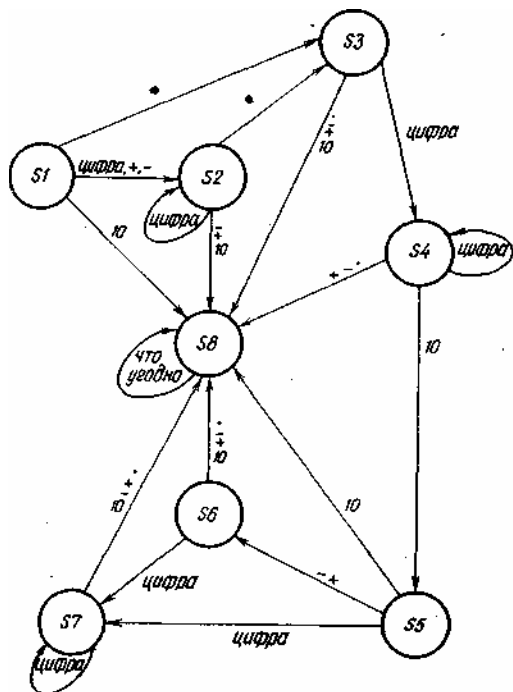 S3
•
•
10 + - •
цифра
S1
цифра, +, -
S2
цифра
10
10 + -
S4
цифра
+ - •
S8
что
угодно
10
10 + - •
10 - + •
10
S6
- +
цифра
S7
цифра
цифра
S5